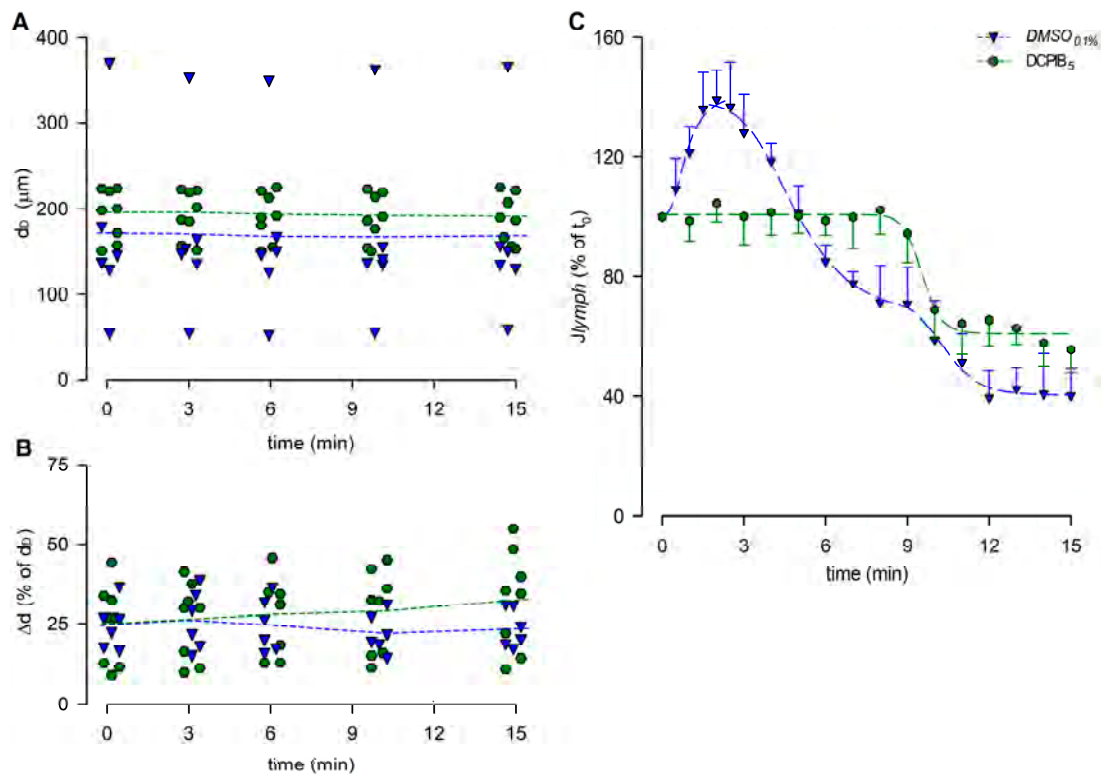 A
400
300
200
100
0
db (µm)
0 3 6 9 12 15
time (min)
B
75
50
25
0
Δd (% of db)
0 3 6 9 12 15
time (min)
C
160
120
80
40
0
Jlymph (% of t0)
0 3 6 9 12 15
time (min)
DMSO0.1%
DCPIB5